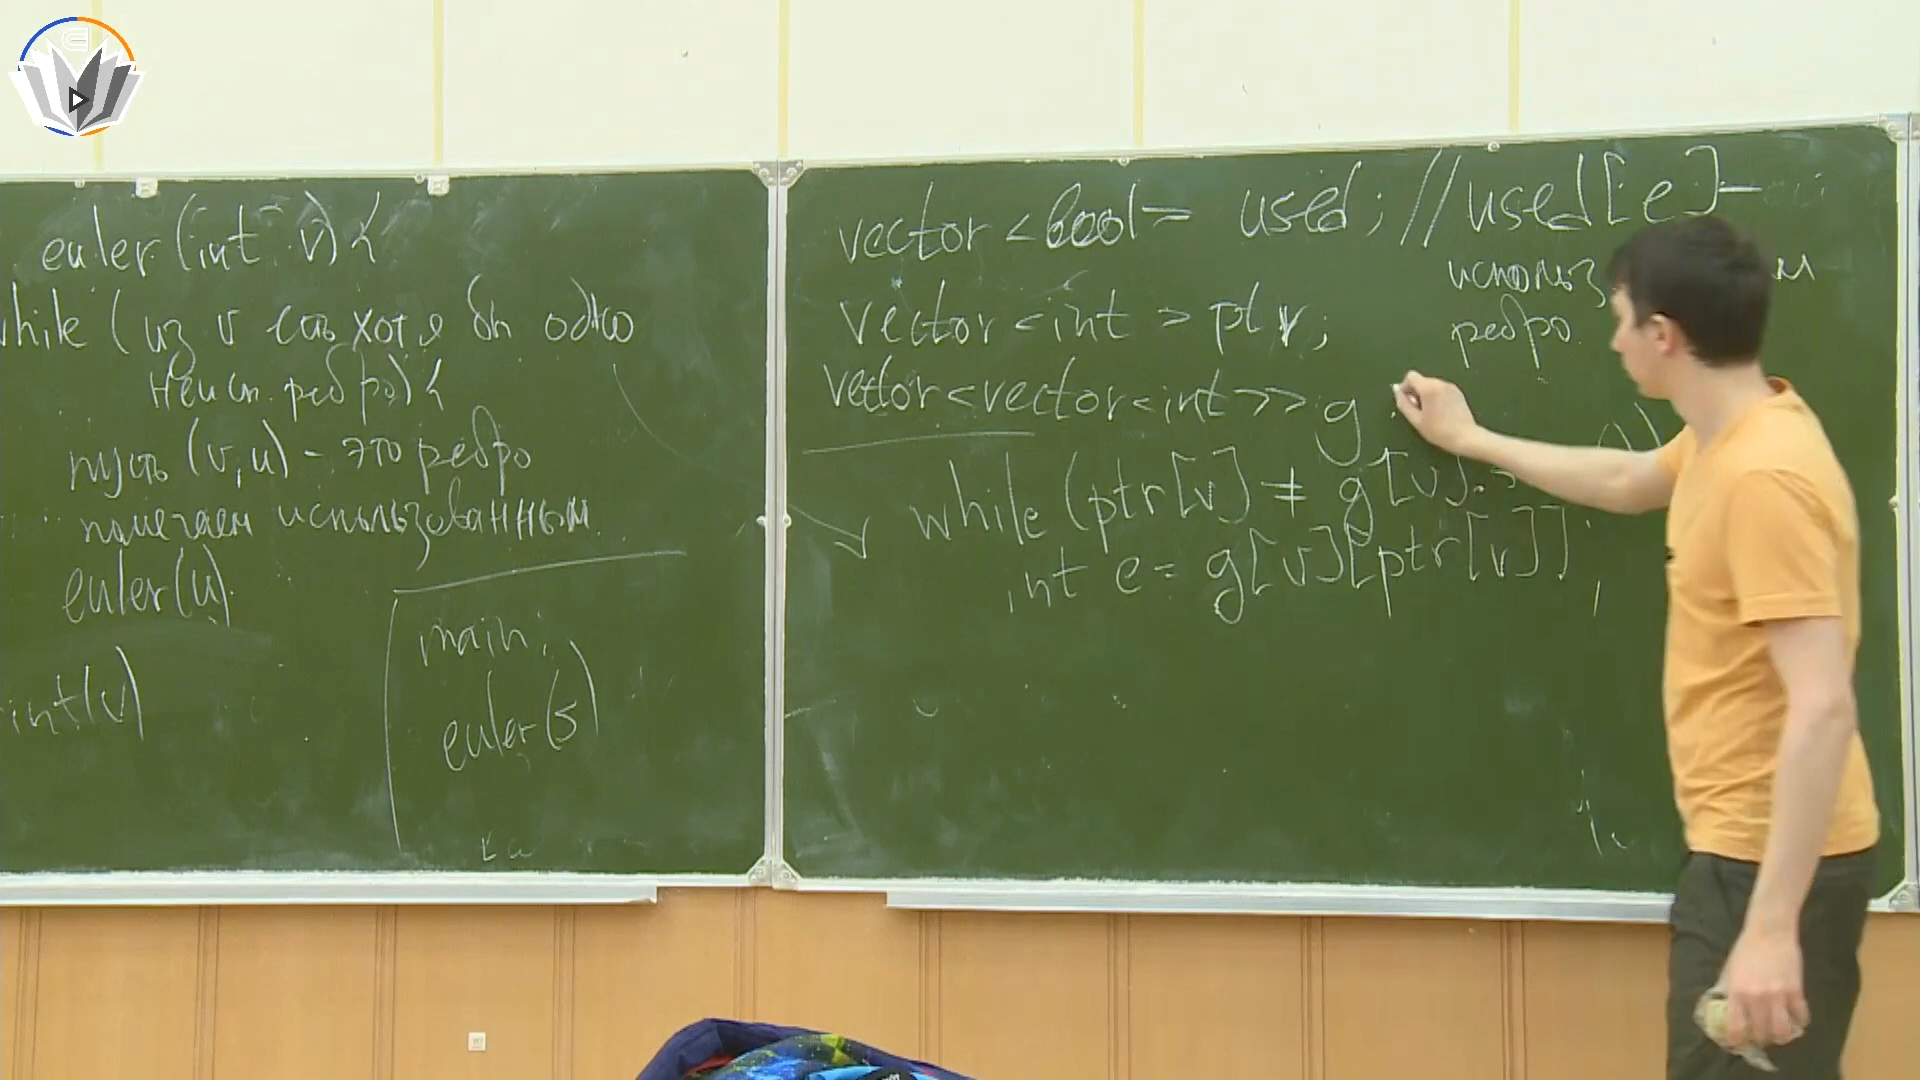 euler(int v){
while (из v есть хотя бы одно
неисп. ребро){
пусть (v,u) - это ребро
помечаем использованным
euler(u)
int(v)
main:
euler(s)
vector<bool> used; // used[e] -
использ
ребро.
vector<int> ptr;
vector<vector<int>> g
while (ptr[v] ≠ g[v].s
int e = g[v][ptr[v]];